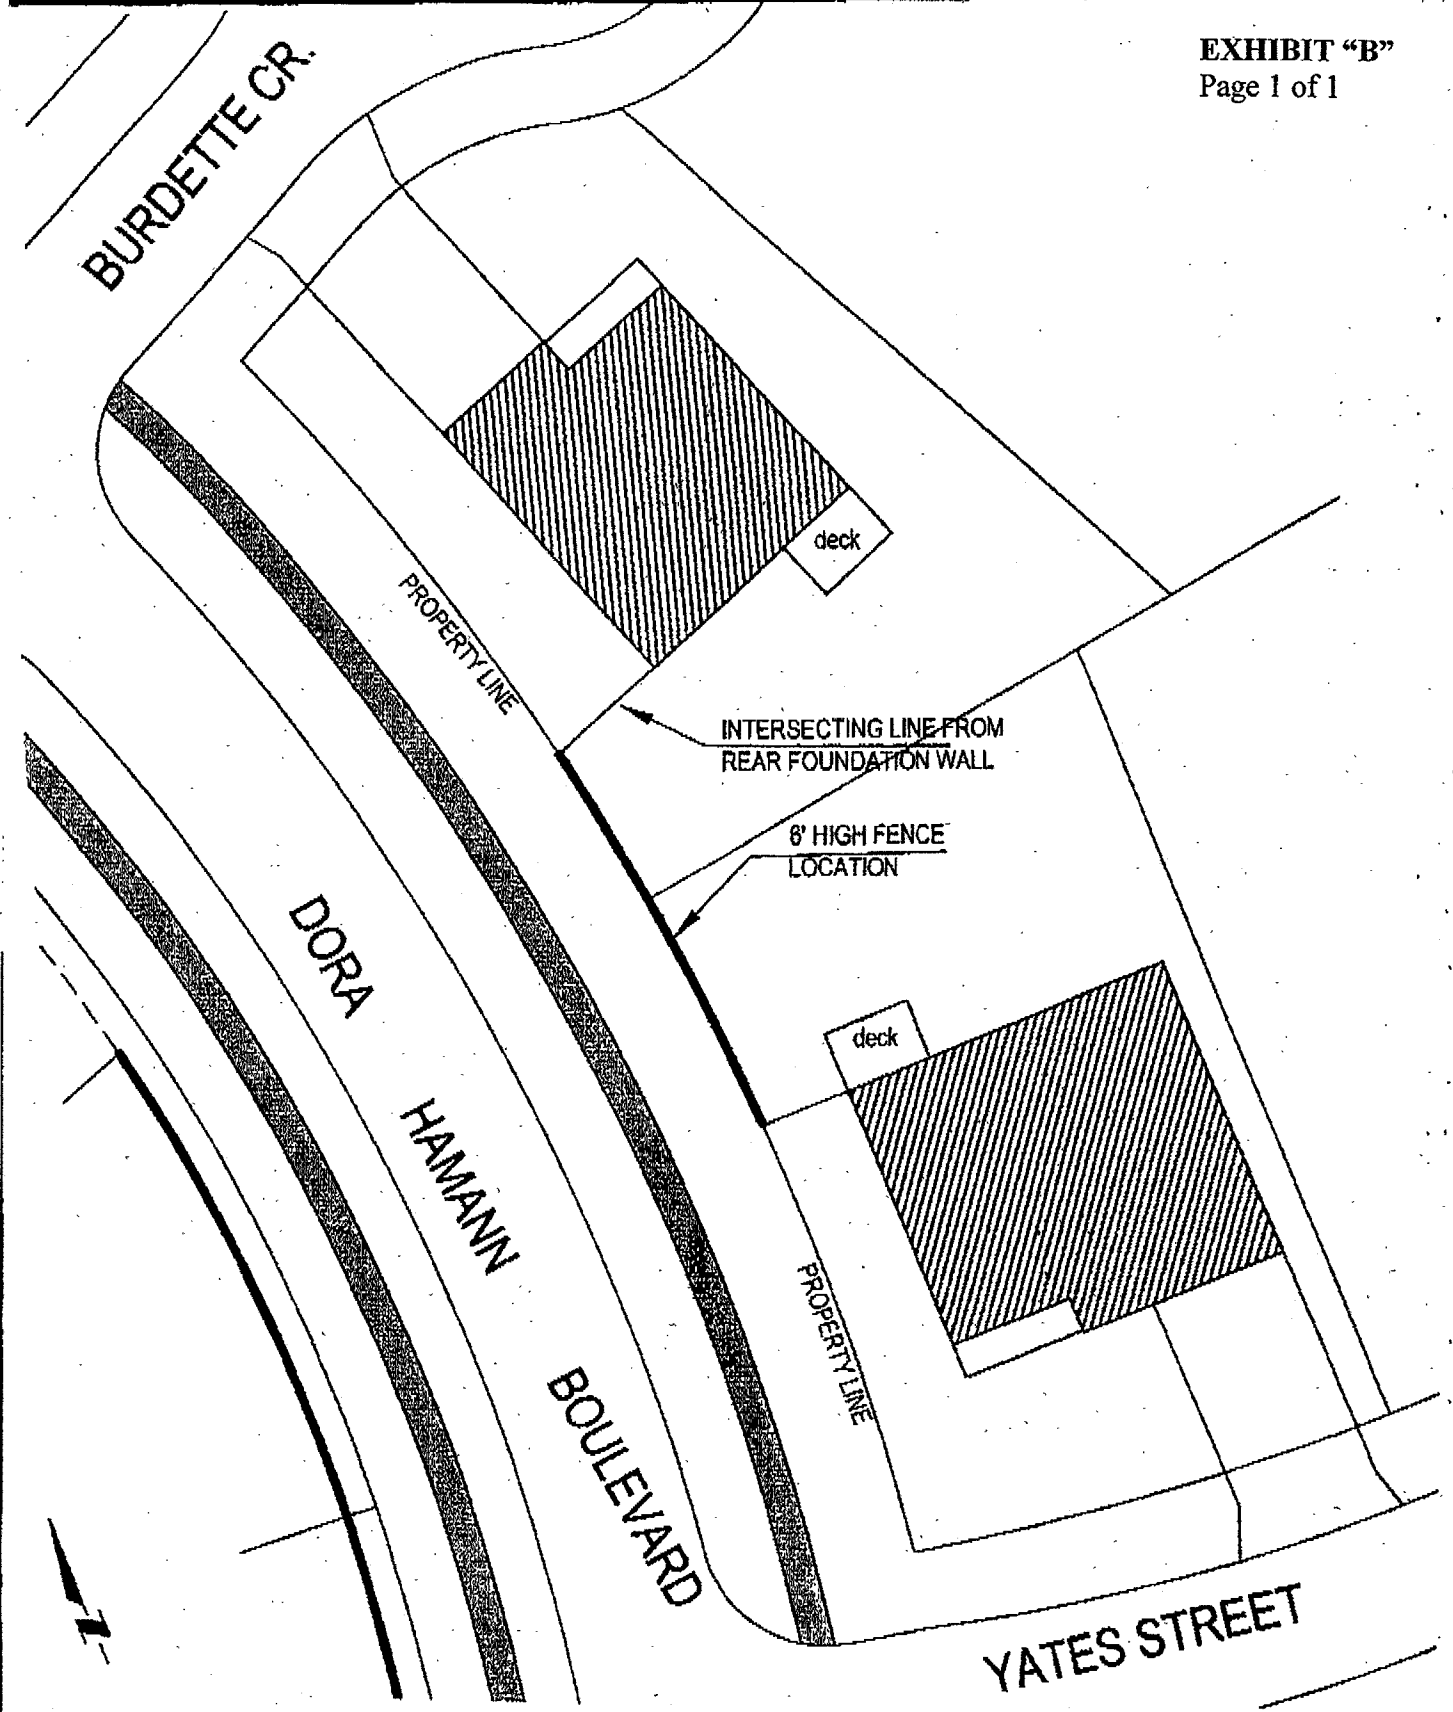 EXHIBIT “B”
Page 1 of 1
BURDETTE CR.
deck
PROPERTY LINE
INTERSECTING LINE FROM
REAR FOUNDATION WALL
6' HIGH FENCE
LOCATION
DORA
HAMANN
BOULEVARD
deck
PROPERTY LINE
YATES STREET
N